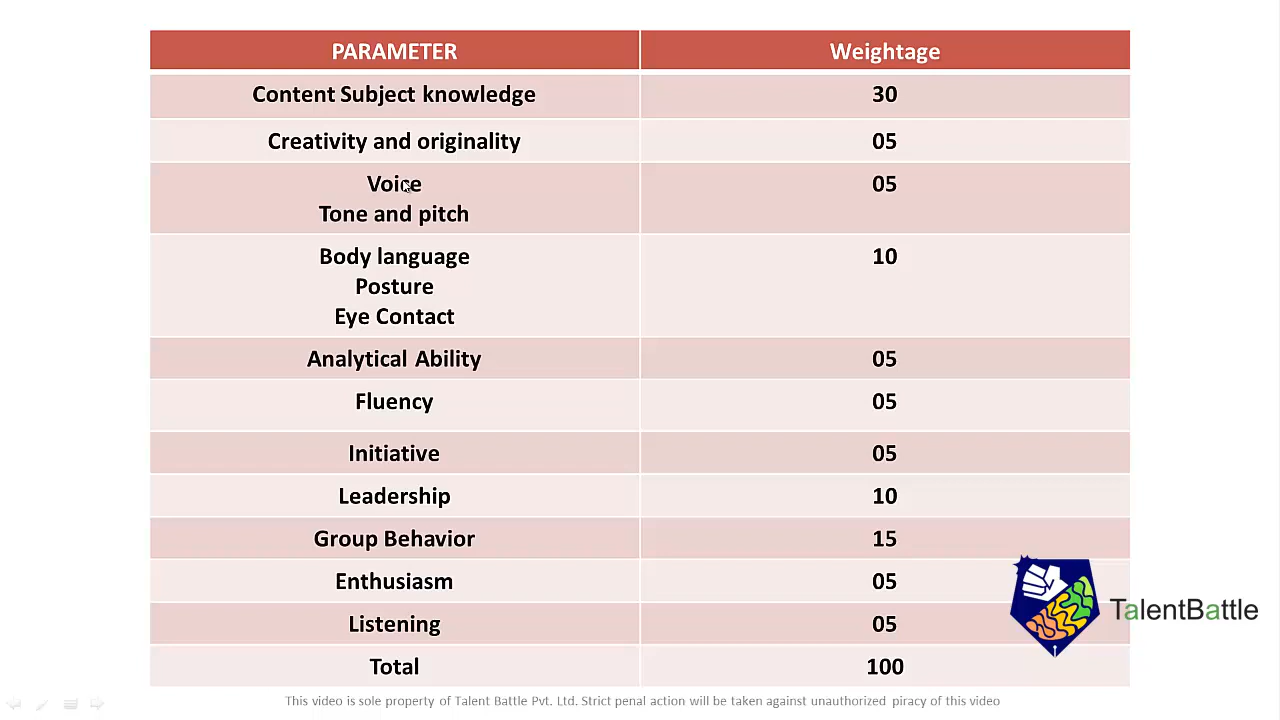 PARAMETER Weightage
Content Subject knowledge 30
Creativity and originality 05
Voice 05
Tone and pitch
Body language 10
Posture
Eye Contact
Analytical Ability 05
Fluency 05
Initiative 05
Leadership 10
Group Behavior 15
Enthusiasm 05
Listening 05
Total 100
TalentBattle
This video is sole property of Talent Battle Pvt. Ltd. Strict penal action will be taken against unauthorized piracy of this video